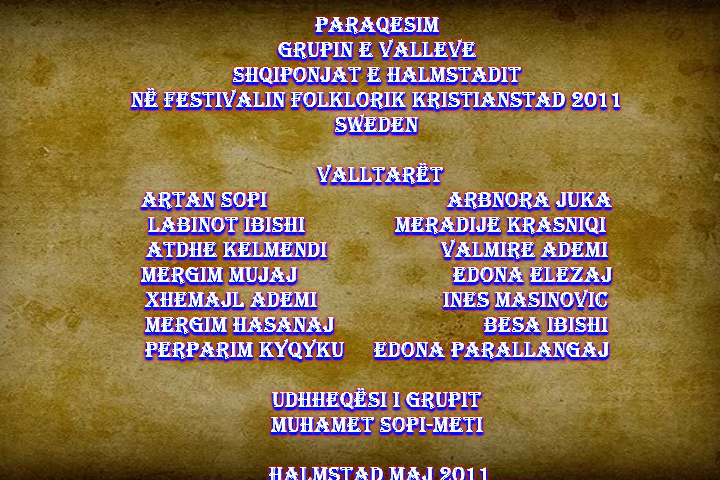 PARAQESIM
GRUPIN E VALLEVE
SHQIPONJAT E HALMSTADIT
NË FESTIVALIN FOLKLORIK KRISTIANSTAD 2011
SWEDEN
VALLTARËT
ARTAN SOPI ARBNORA JUKA
LABINOT IBISHI MERADIJE KRASNIQI
ATDHE KELMENDI VALMIRE ADEMI
MERGIM MUJAJ EDONA ELEZAJ
XHEMAJL ADEMI INES MASINOVIC
MERGIM HASANAJ BESA IBISHI
PERPARIM KYQYKU EDONA PARALLANGAJ
UDHHEQËSI I GRUPIT
MUHAMET SOPI-METI
HALMSTAD MAJ 2011